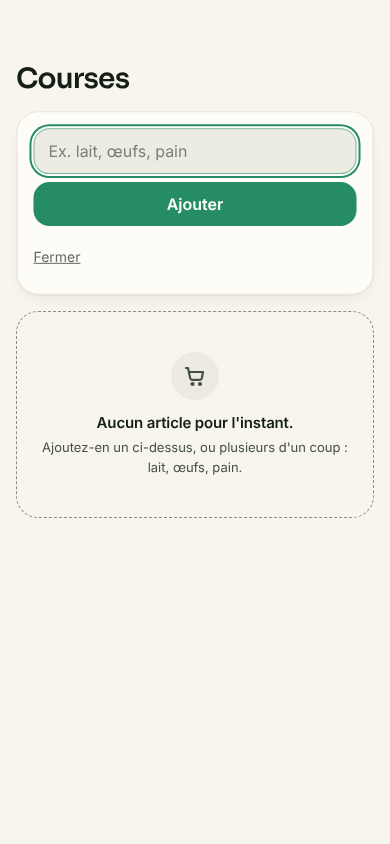 Courses
Ex. lait, œufs, pain
Ajouter
Fermer
Aucun article pour l'instant.
Ajoutez-en un ci-dessus, ou plusieurs d'un coup :
lait, œufs, pain.